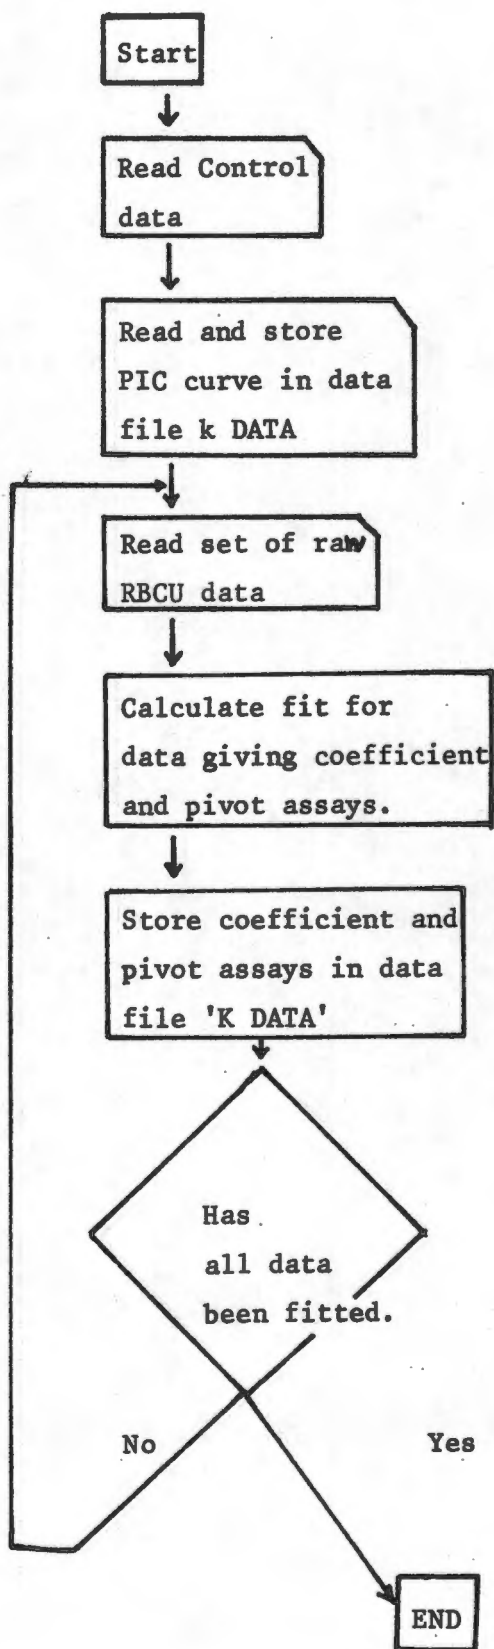 Start
Read Control
data
Read and store
PIC curve in data
file k DATA
Read set of raw
RBCU data
Calculate fit for
data giving coefficient
and pivot assays.
Store coefficient and
pivot assays in data
file 'K DATA'
Has
all data
been fitted.
No Yes
END